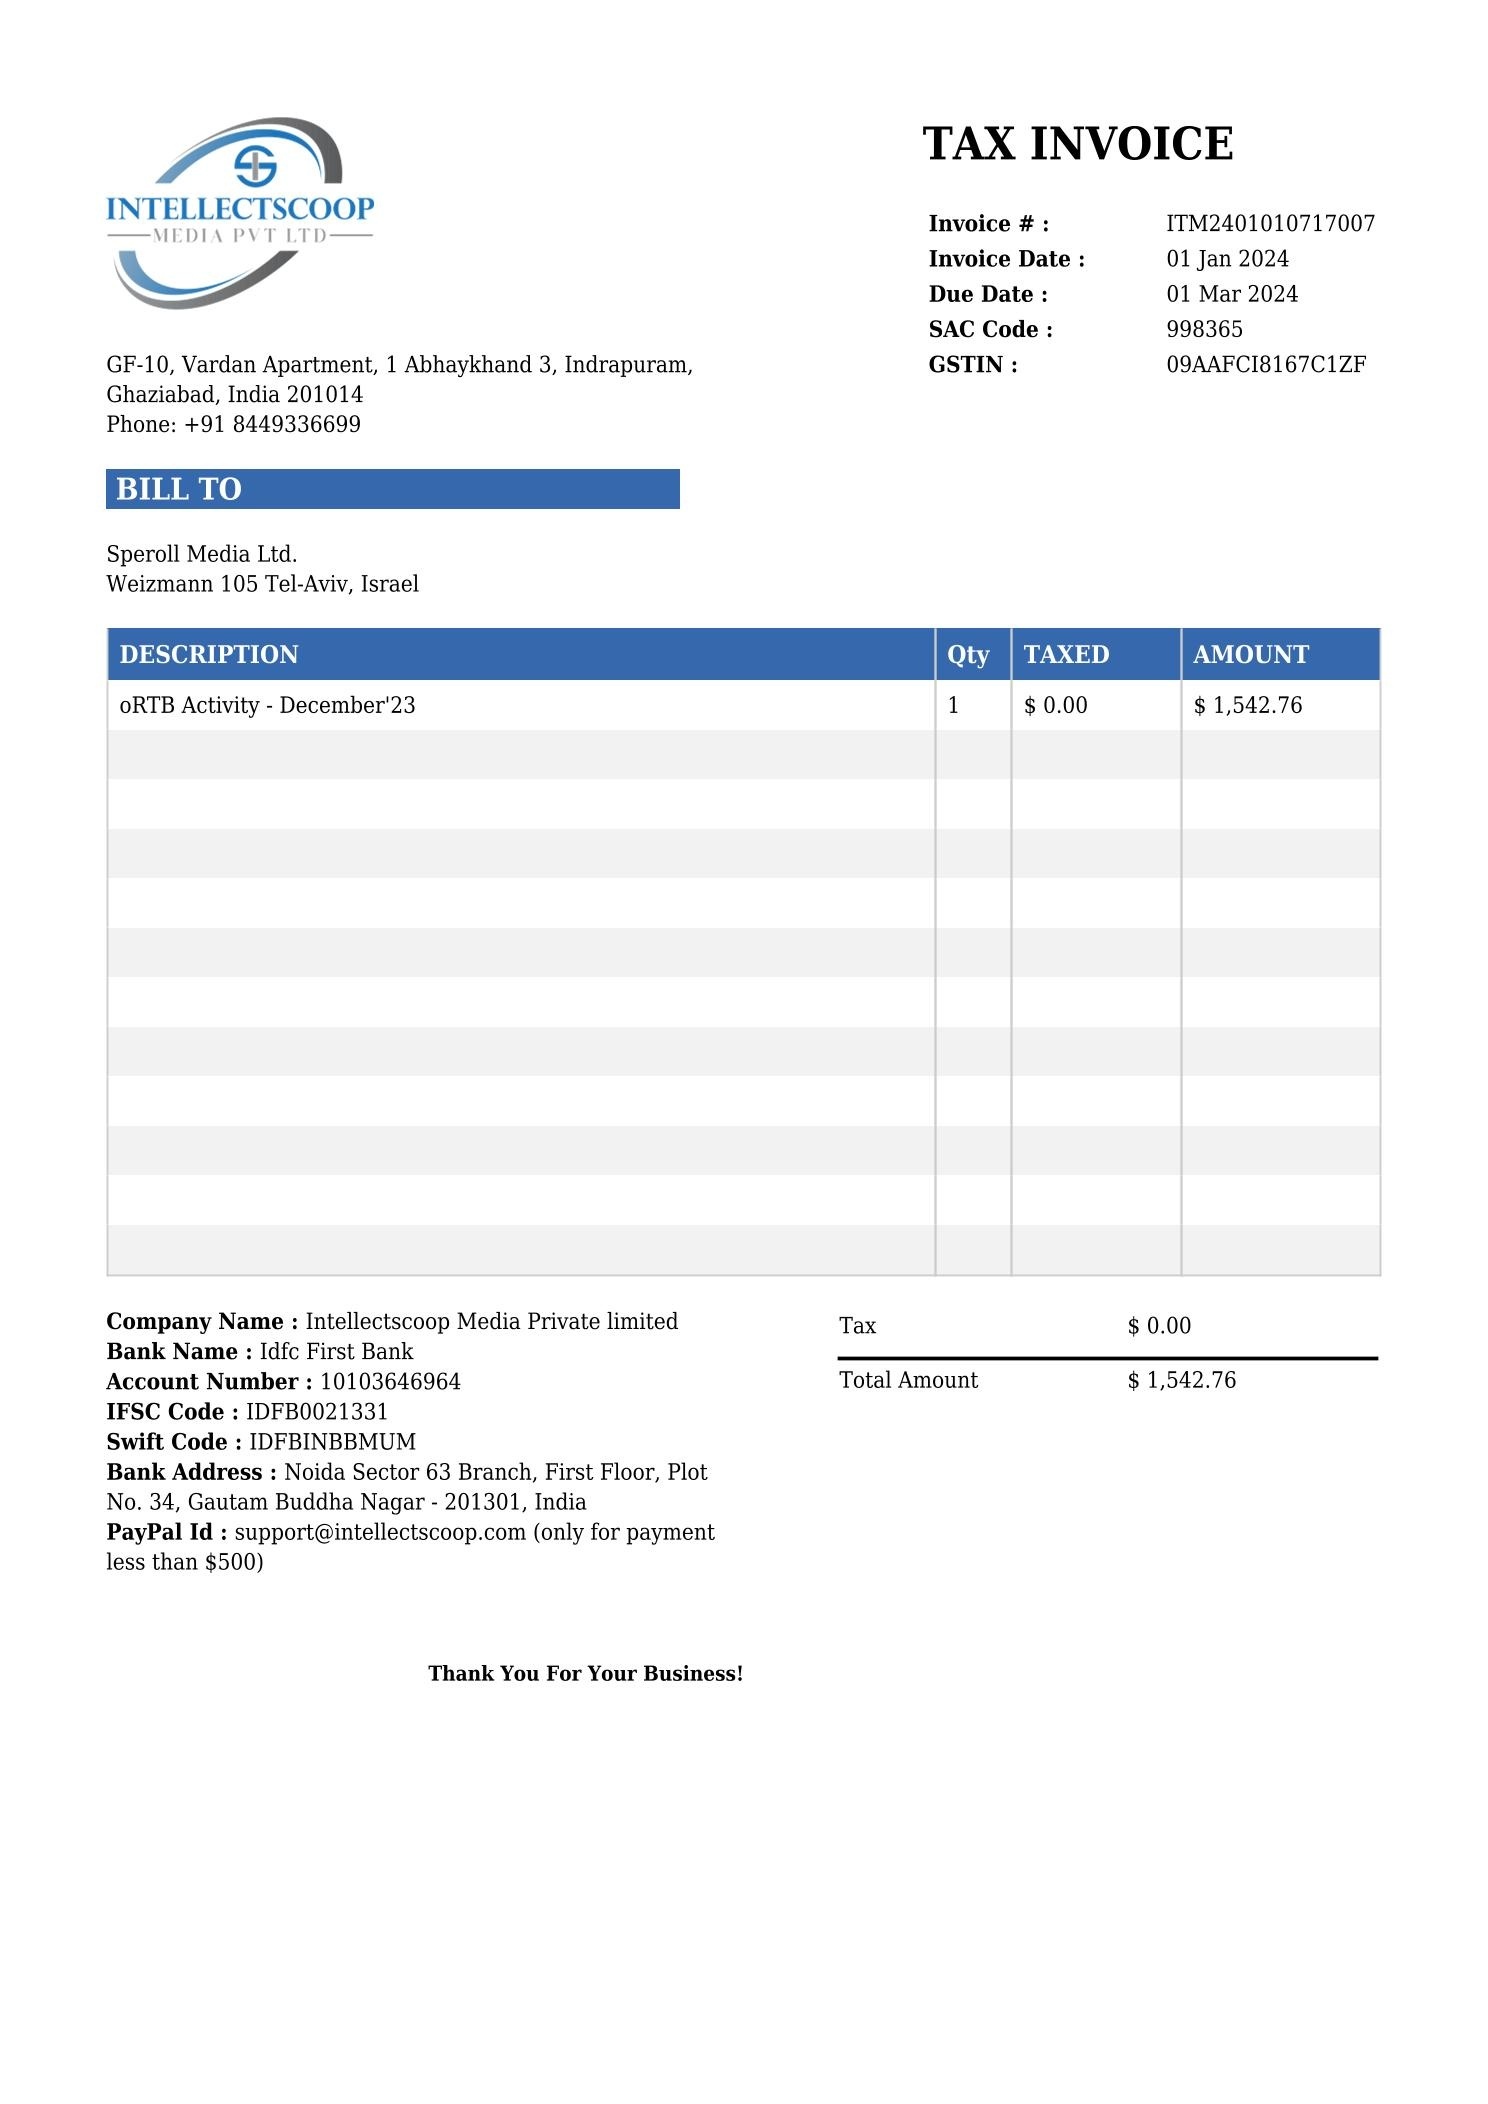 INTELLECTSCOOP
MEDIA PVT LTD
TAX INVOICE
Invoice # : ITM2401010717007
Invoice Date : 01 Jan 2024
Due Date : 01 Mar 2024
SAC Code : 998365
GSTIN : 09AAFCI8167C1ZF
GF-10, Vardan Apartment, 1 Abhaykhand 3, Indrapuram,
Ghaziabad, India 201014
Phone: +91 8449336699
BILL TO
Speroll Media Ltd.
Weizmann 105 Tel-Aviv, Israel
DESCRIPTION Qty TAXED AMOUNT
oRTB Activity - December'23 1 $ 0.00 $ 1,542.76
Company Name : Intellectscoop Media Private limited
Bank Name : Idfc First Bank
Account Number : 10103646964
IFSC Code : IDFB0021331
Swift Code : IDFBINBBMUM
Bank Address : Noida Sector 63 Branch, First Floor, Plot
No. 34, Gautam Buddha Nagar - 201301, India
PayPal Id : support@intellectscoop.com (only for payment
less than $500)
Tax $ 0.00
Total Amount $ 1,542.76
Thank You For Your Business!